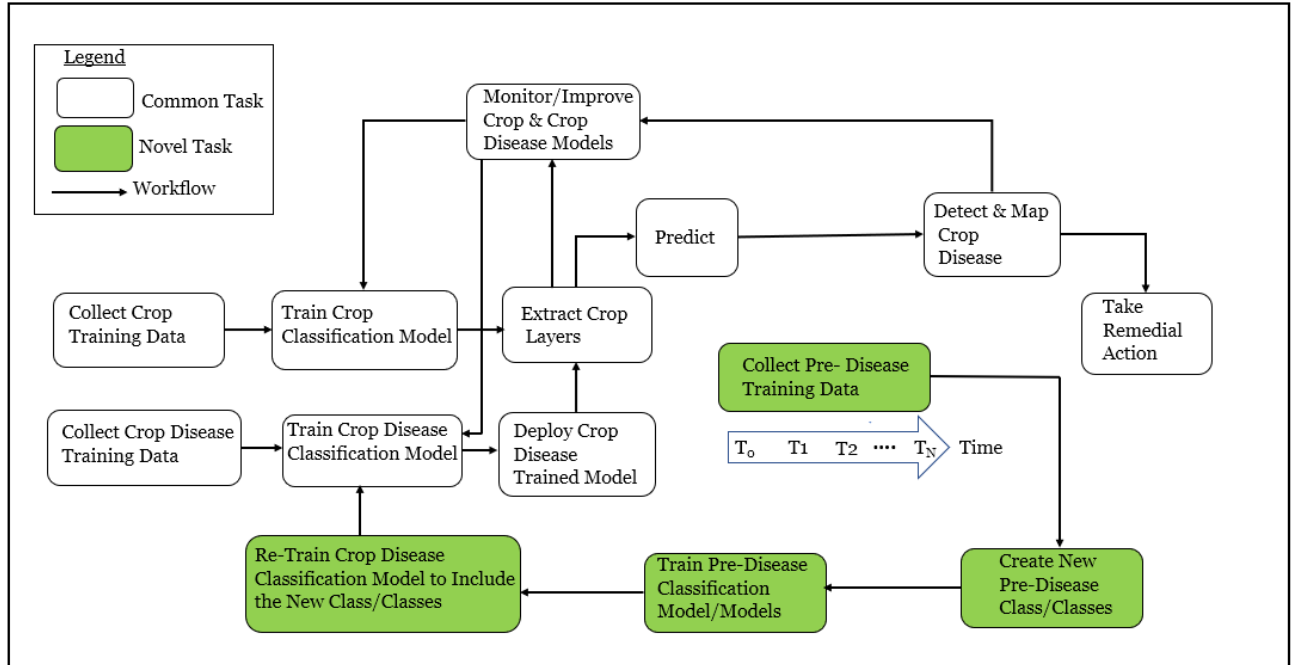 Legend
Common Task
Novel Task
Workflow
Monitor/Improve
Crop & Crop
Disease Models
Predict
Detect & Map
Crop
Disease
Collect Crop
Training Data
Train Crop
Classification Model
Extract Crop
Layers
Take
Remedial
Action
Collect Pre- Disease
Training Data
Collect Crop Disease
Training Data
Train Crop Disease
Classification Model
Deploy Crop
Disease
Trained Model
T₀ T1 T2 .... T_N Time
Re-Train Crop Disease
Classification Model to Include
the New Class/Classes
Train Pre-Disease
Classification
Model/Models
Create New
Pre-Disease
Class/Classes